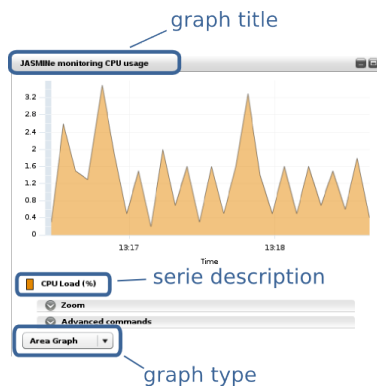 graph title
JASMINe monitoring CPU usage
3.2
2.8
2.4
2
1.6
1.2
0.8
0.4
0
13:17
13:18
Time
CPU Load (%)
serie description
Zoom
Advanced commands
Area Graph
graph type